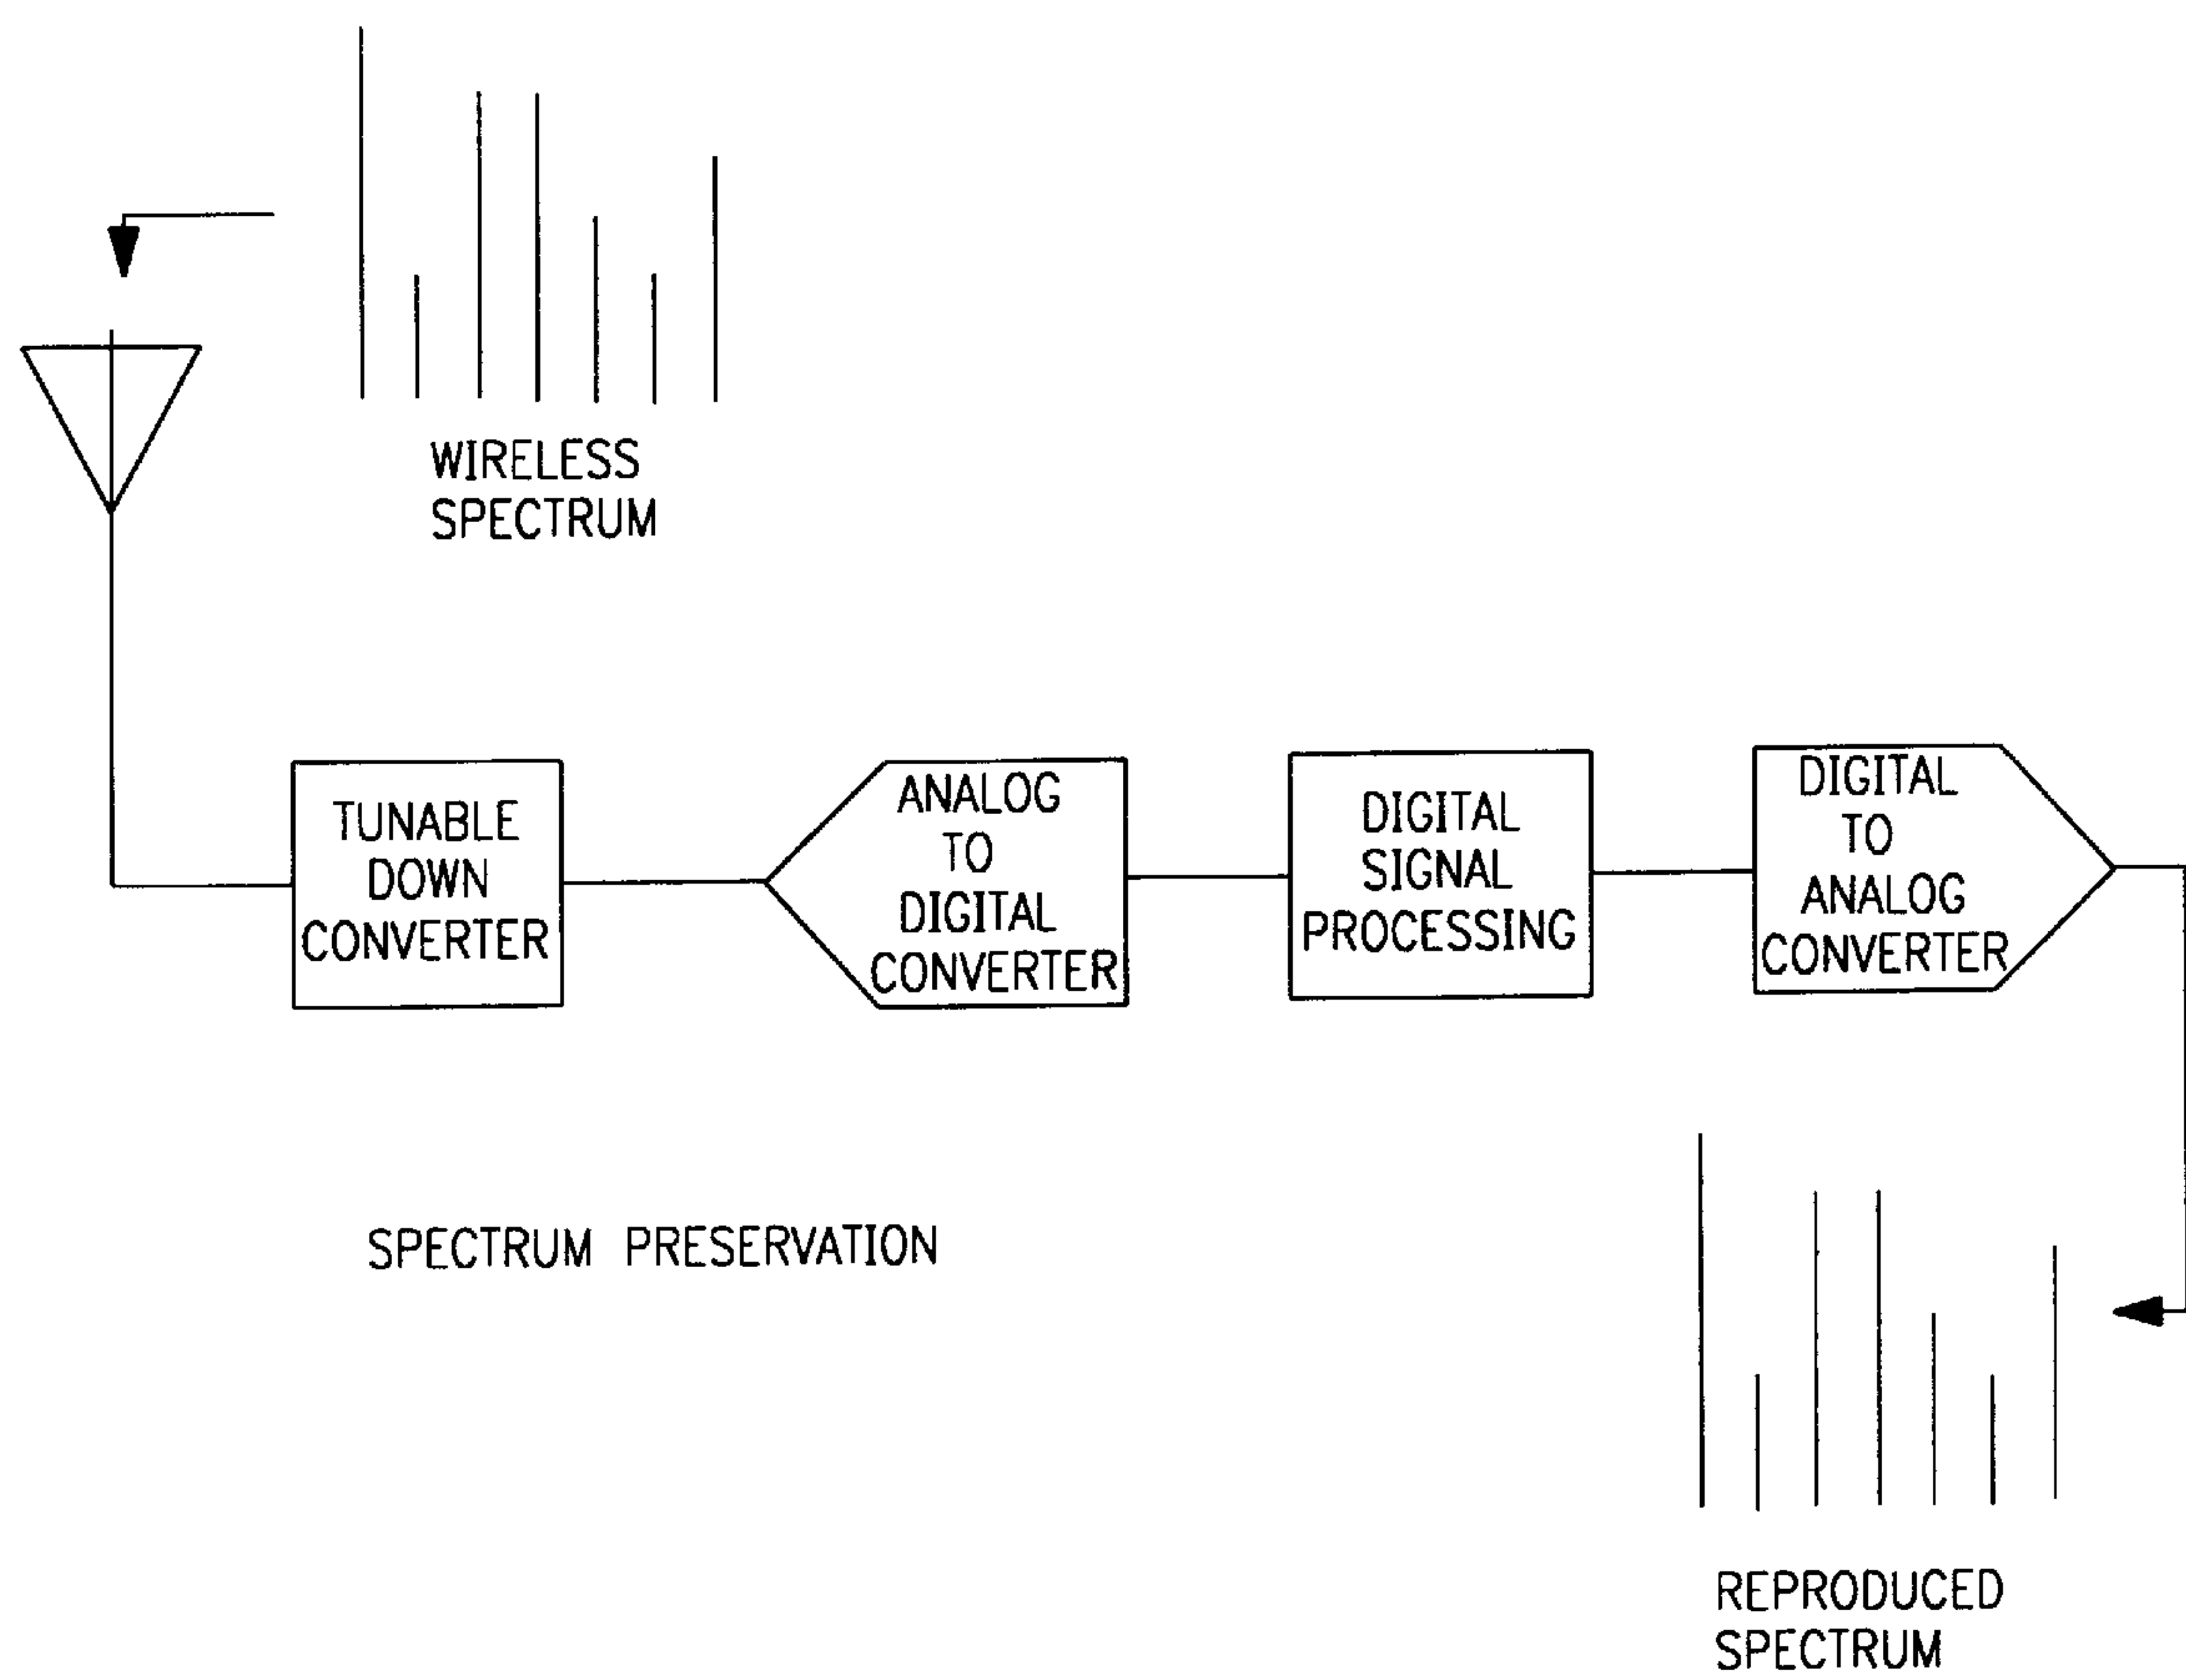 WIRELESS
SPECTRUM
TUNABLE
DOWN
CONVERTER
ANALOG
TO
DIGITAL
CONVERTER
DIGITAL
SIGNAL
PROCESSING
DIGITAL
TO
ANALOG
CONVERTER
SPECTRUM PRESERVATION
REPRODUCED
SPECTRUM